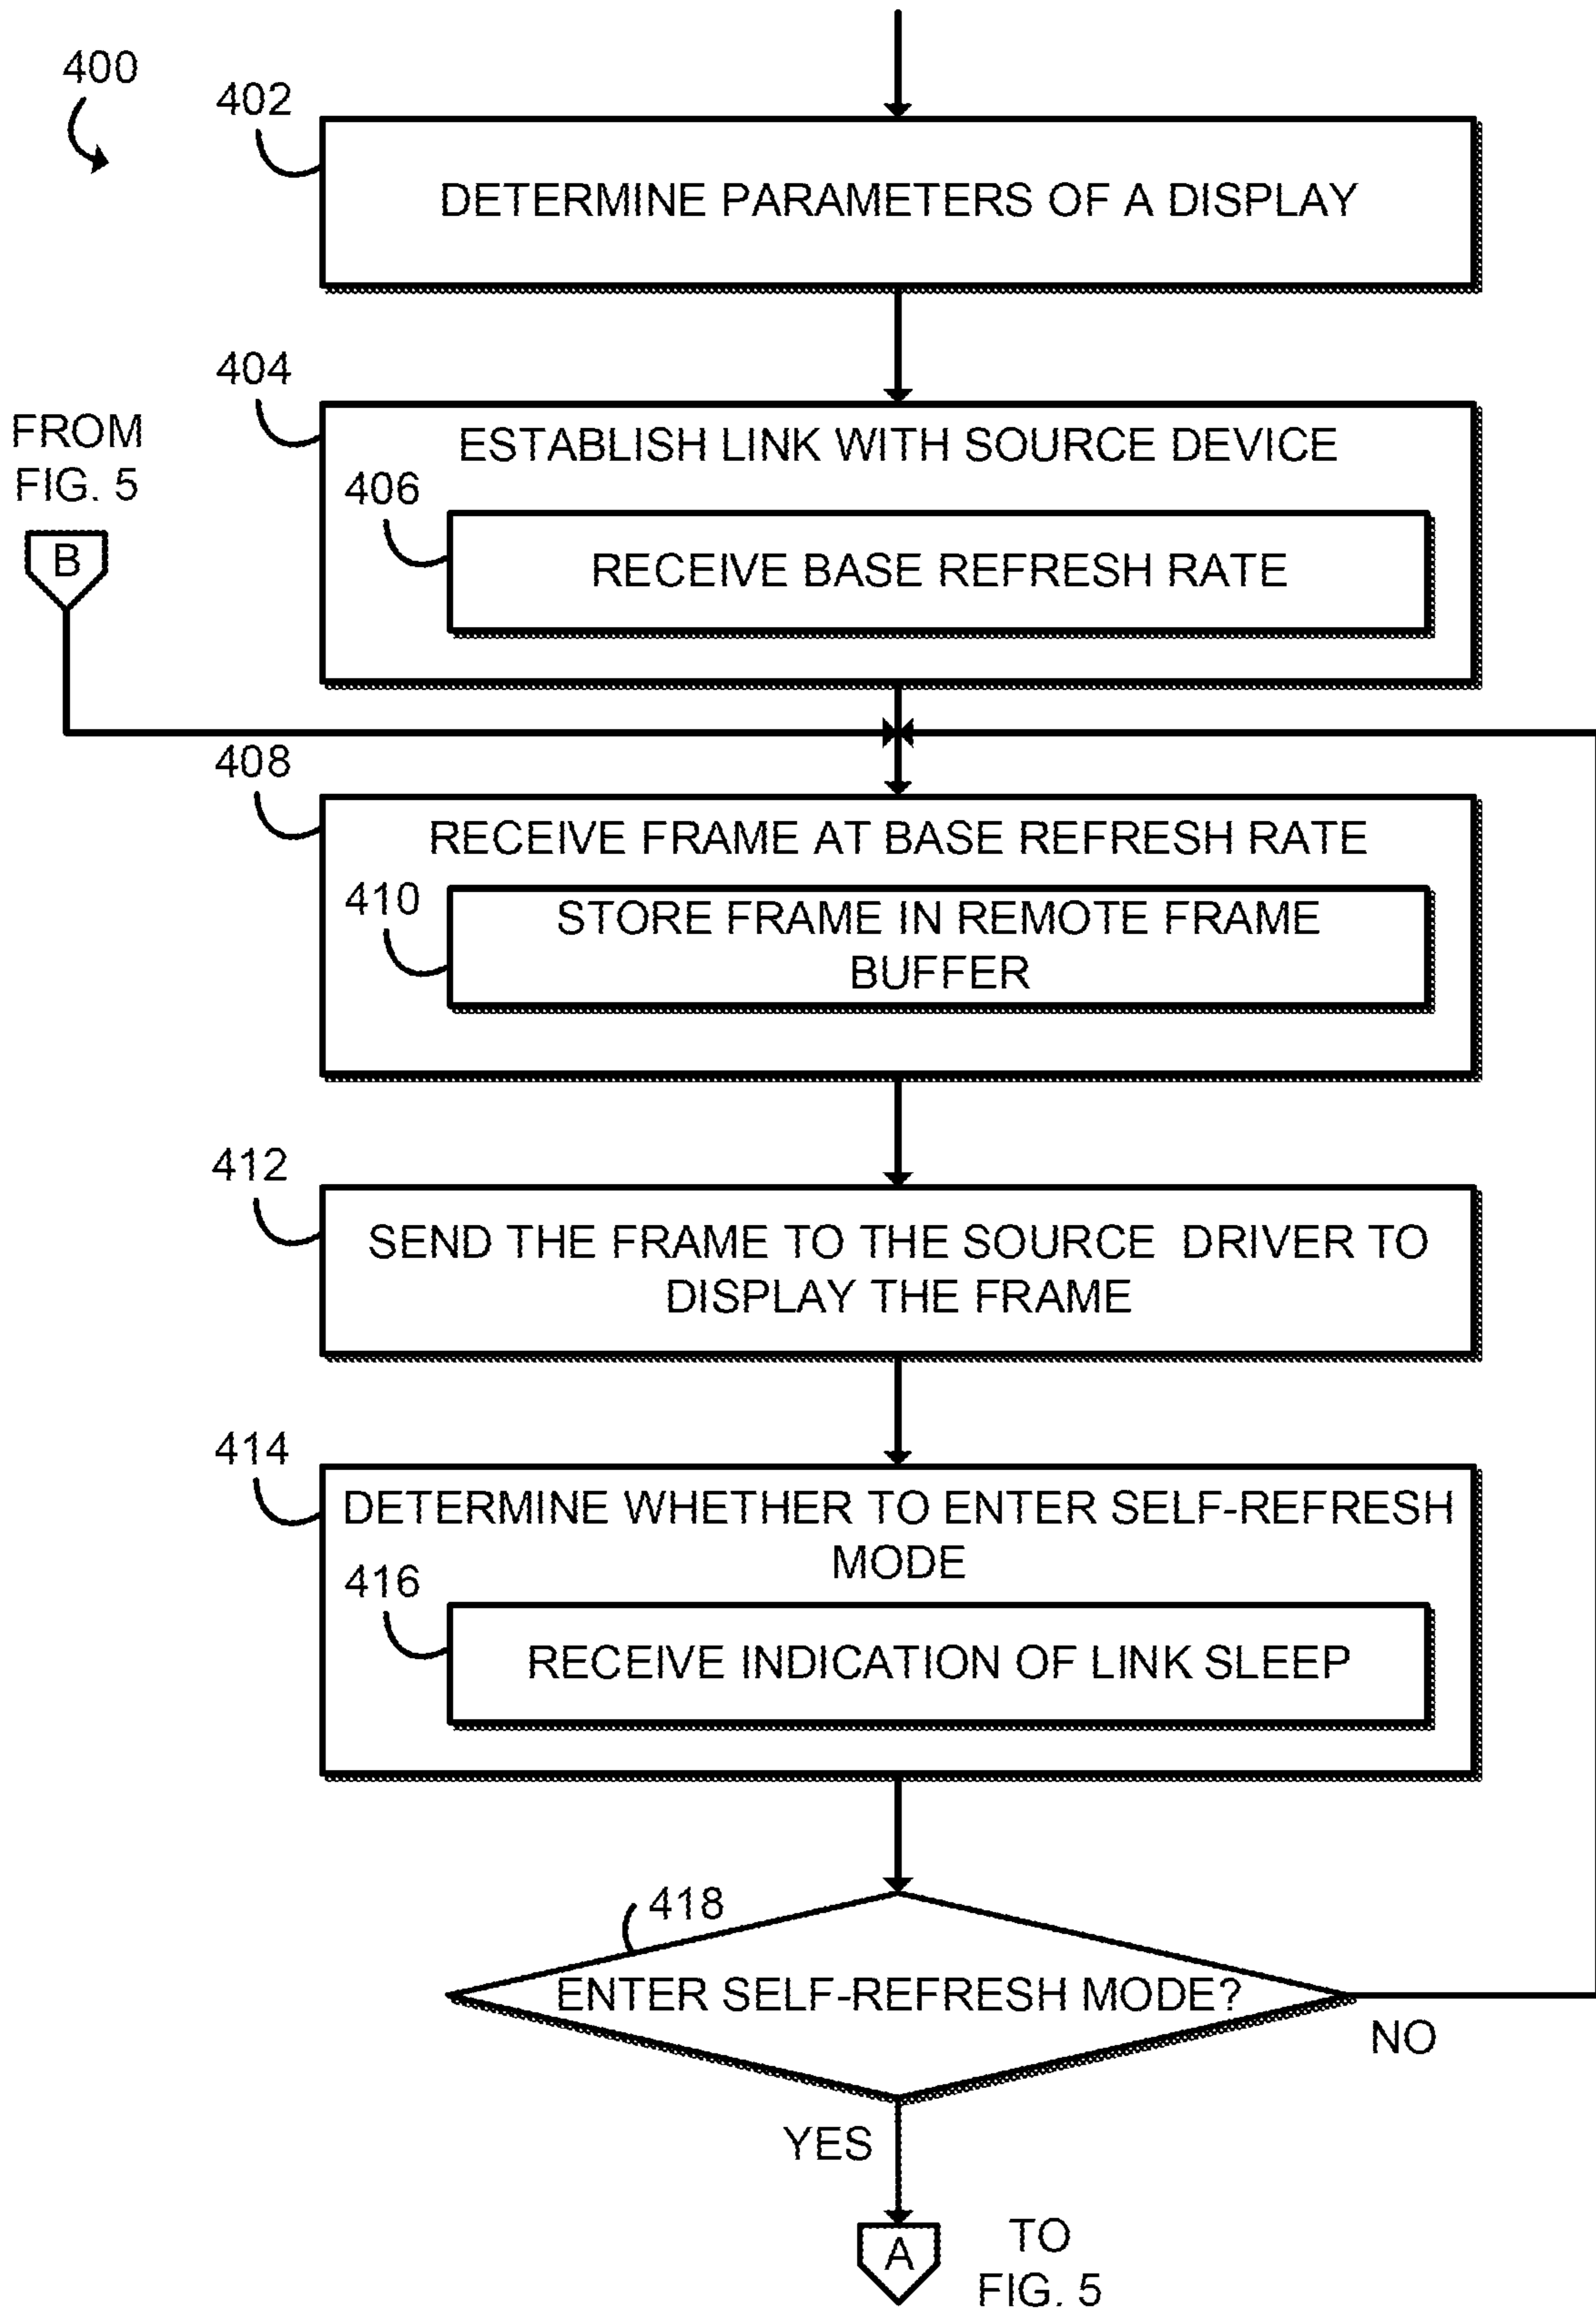 400
402
DETERMINE PARAMETERS OF A DISPLAY
404
ESTABLISH LINK WITH SOURCE DEVICE
406
RECEIVE BASE REFRESH RATE
FROM
FIG. 5
B
408
RECEIVE FRAME AT BASE REFRESH RATE
410
STORE FRAME IN REMOTE FRAME
BUFFER
412
SEND THE FRAME TO THE SOURCE DRIVER TO
DISPLAY THE FRAME
414
DETERMINE WHETHER TO ENTER SELF-REFRESH
MODE
416
RECEIVE INDICATION OF LINK SLEEP
418
ENTER SELF-REFRESH MODE?
NO
YES
A
TO
FIG. 5